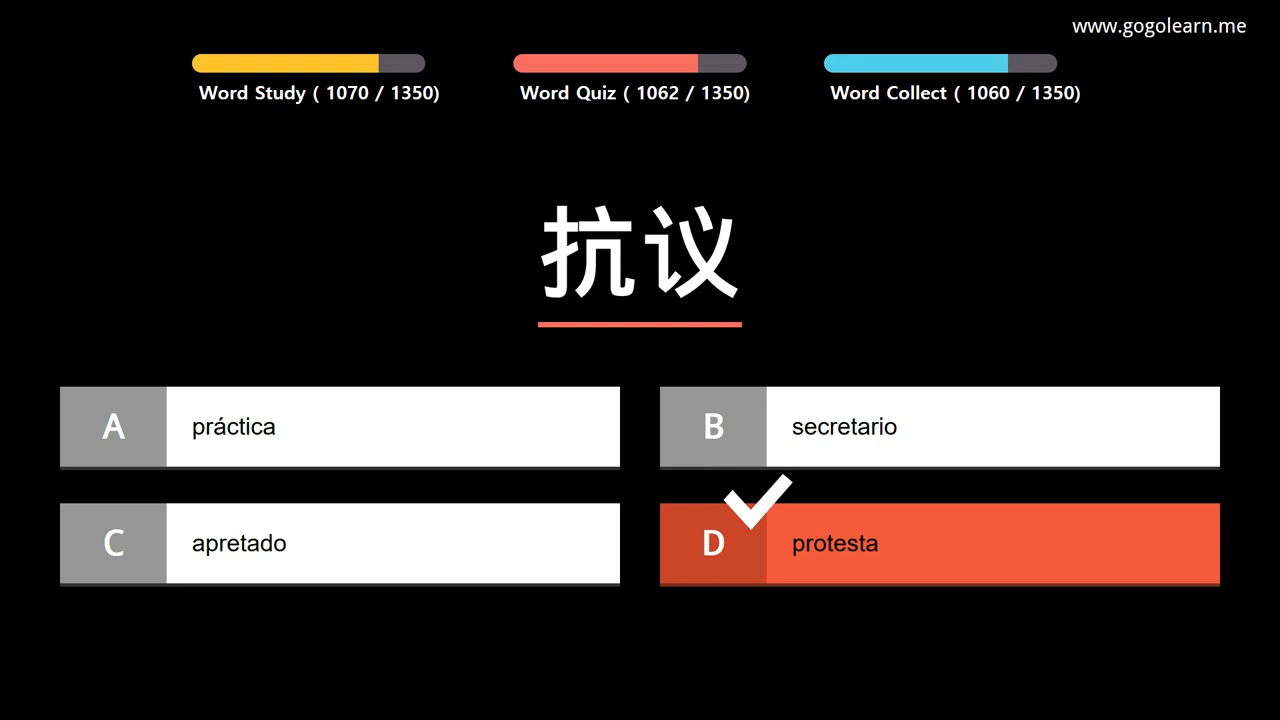 www.gogolearn.me
Word Study ( 1070 / 1350)
Word Quiz ( 1062 / 1350)
Word Collect ( 1060 / 1350)
抗议
A práctica
B secretario
C apretado
D protesta